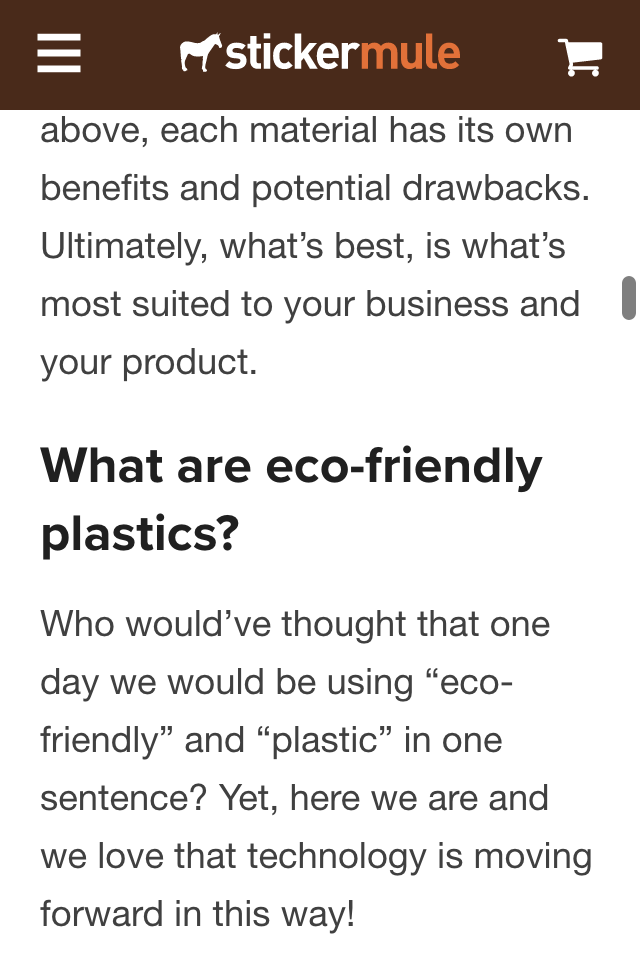 stickermule
above, each material has its own
benefits and potential drawbacks.
Ultimately, what’s best, is what’s
most suited to your business and
your product.
What are eco-friendly
plastics?
Who would’ve thought that one
day we would be using “eco-
friendly” and “plastic” in one
sentence? Yet, here we are and
we love that technology is moving
forward in this way!